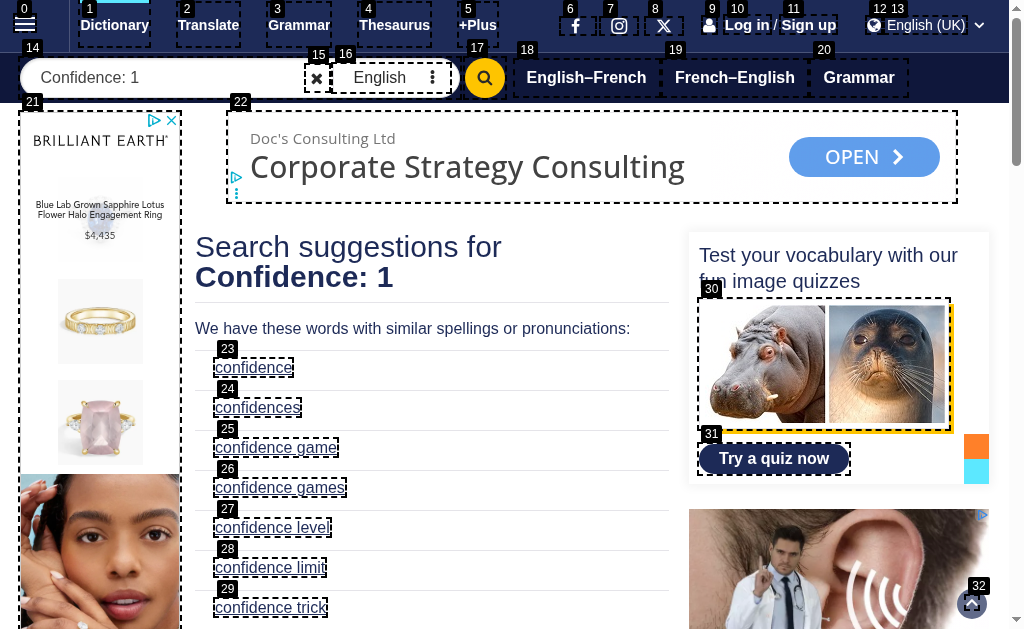 0 1 2 3 4 5 6 7 8 9 10 11 12 13
Dictionary Translate Grammar Thesaurus +Plus Log in / Sign up English (UK)
14 15 16 17 18 19 20
Confidence: 1 English English–French French–English Grammar
21 22
BRILLIANT EARTH
Blue Lab Grown Sapphire Lotus
Flower Halo Engagement Ring
$4,435
Doc's Consulting Ltd
Corporate Strategy Consulting
OPEN
Search suggestions for
Confidence: 1
We have these words with similar spellings or pronunciations:
23
confidence
24
confidences
25
confidence game
26
confidence games
27
confidence level
28
confidence limit
29
confidence trick
Test your vocabulary with our
fun image quizzes
30
31
Try a quiz now
32